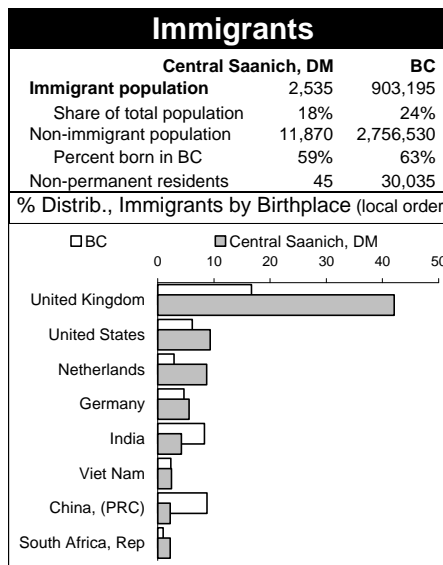 Immigrants
Central Saanich, DM BC
Immigrant population 2,535 903,195
Share of total population 18% 24%
Non-immigrant population 11,870 2,756,530
Percent born in BC 59% 63%
Non-permanent residents 45 30,035
% Distrib., Immigrants by Birthplace (local order
BC Central Saanich, DM
0 10 20 30 40 50
United Kingdom
United States
Netherlands
Germany
India
Viet Nam
China, (PRC)
South Africa, Rep